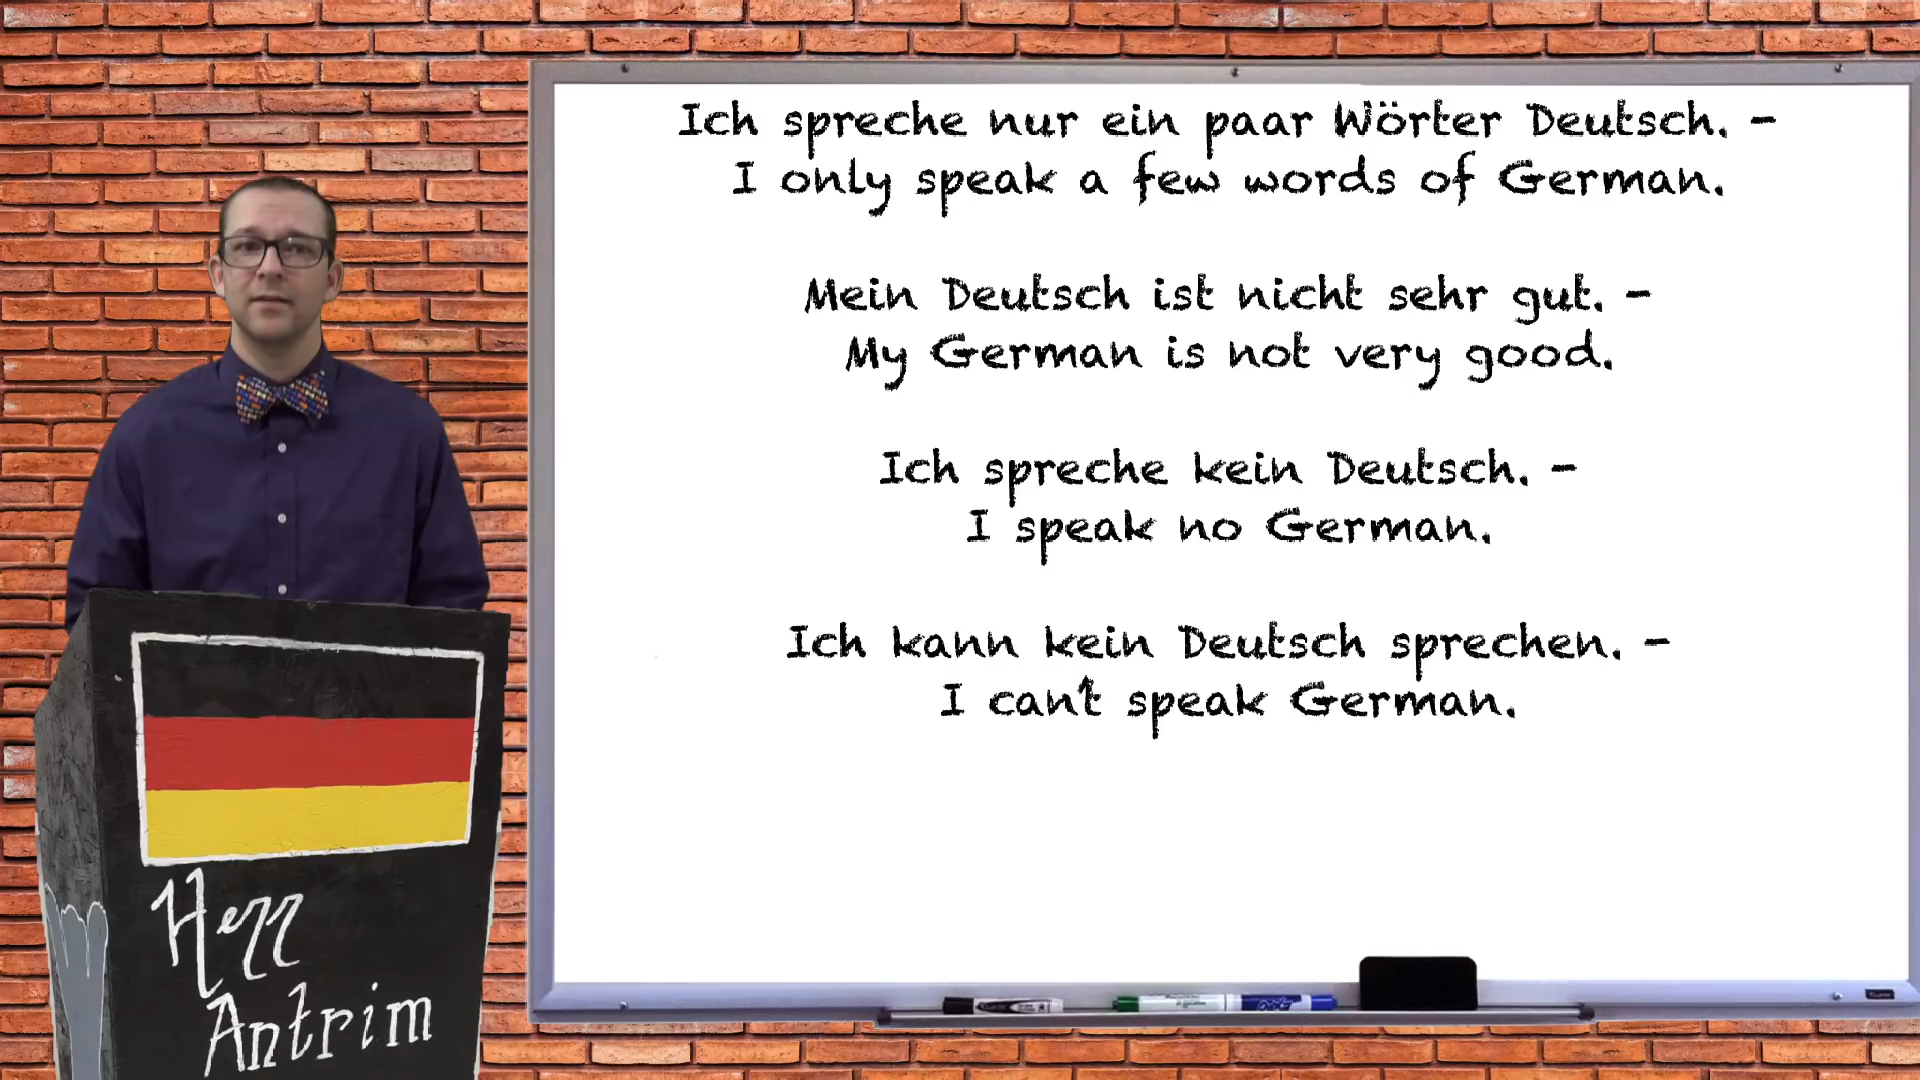 Ich spreche nur ein paar Wörter Deutsch. -
I only speak a few words of German.
Mein Deutsch ist nicht sehr gut. -
My German is not very good.
Ich spreche kein Deutsch. -
I speak no German.
Ich kann kein Deutsch sprechen. -
I can't speak German.
Herr
Antrim